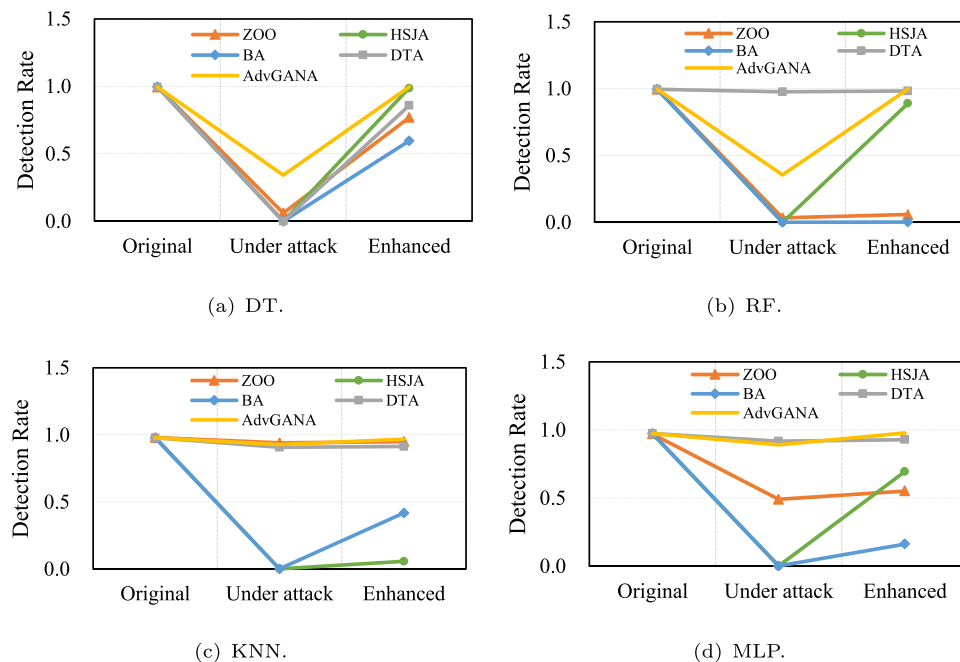 1.5
1.0
0.5
0.0
Detection Rate
ZOO
HSJA
BA
DTA
AdvGANA
Original
Under attack
Enhanced
(a) DT.
1.5
1.0
0.5
0.0
Detection Rate
ZOO
HSJA
BA
DTA
AdvGANA
Original
Under attack
Enhanced
(b) RF.
1.5
1.0
0.5
0.0
Detection Rate
ZOO
HSJA
BA
DTA
AdvGANA
Original
Under attack
Enhanced
(c) KNN.
1.5
1.0
0.5
0.0
Detection Rate
ZOO
HSJA
BA
DTA
AdvGANA
Original
Under attack
Enhanced
(d) MLP.